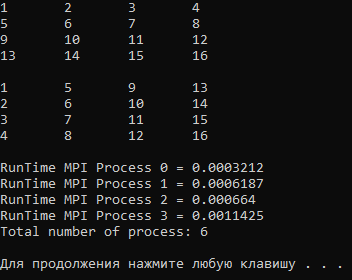 1 2 3 4
5 6 7 8
9 10 11 12
13 14 15 16
1 5 9 13
2 6 10 14
3 7 11 15
4 8 12 16
RunTime MPI Process 0 = 0.0003212
RunTime MPI Process 1 = 0.0006187
RunTime MPI Process 2 = 0.000664
RunTime MPI Process 3 = 0.0011425
Total number of process: 6
Для продолжения нажмите любую клавишу . . .